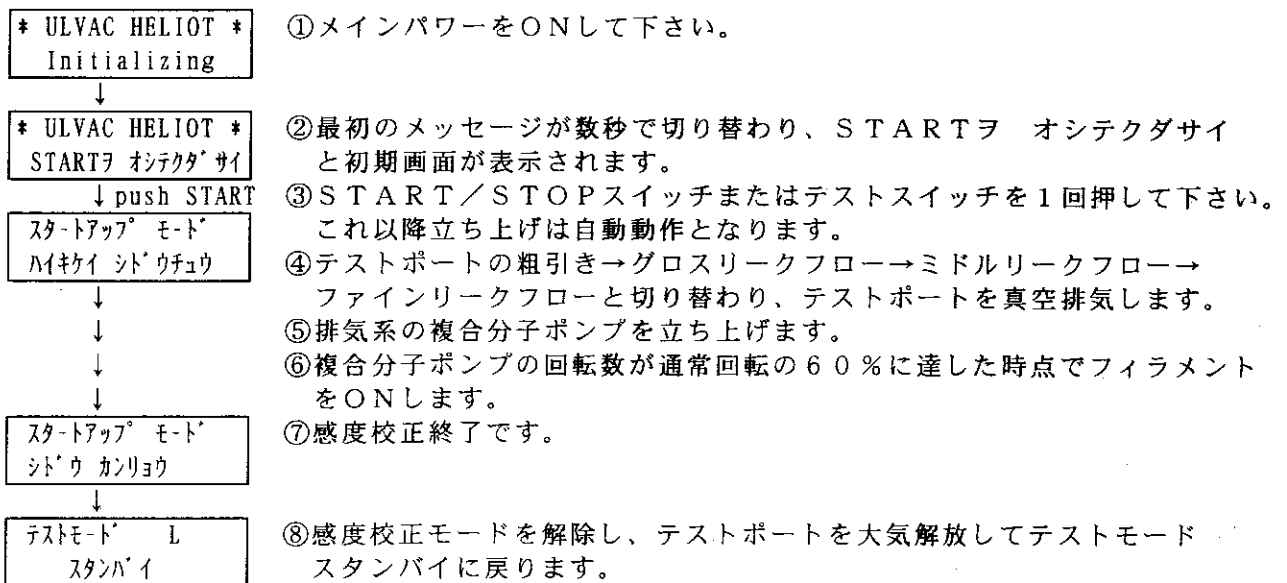 * ULVAC HELIOT *
Initializing
①メインパワーをONして下さい。
↓
* ULVAC HELIOT *
STARTヲ オシテクダサイ
②最初のメッセージが数秒で切り替わり、STARTヲ オシテクダサイ
と初期画面が表示されます。
↓ push START
③START/STOPスイッチまたはテストスイッチを1回押して下さい。
これ以降立ち上げは自動動作となります。
スタートアップ モード
ハイキケイ シドウチュウ
④テストポートの粗引き→グロスリークフロー→ミドルリークフロー→
ファインリークフローと切り替わり、テストポートを真空排気します。
↓
↓
⑤排気系の複合分子ポンプを立ち上げます。
↓
⑥複合分子ポンプの回転数が通常回転の60%に達した時点でフィラメント
をONします。
↓
スタートアップ モード
シドウ カンリョウ
⑦感度校正終了です。
↓
テストモード L
スタンバイ
⑧感度校正モードを解除し、テストポートを大気解放してテストモード
スタンバイに戻ります。